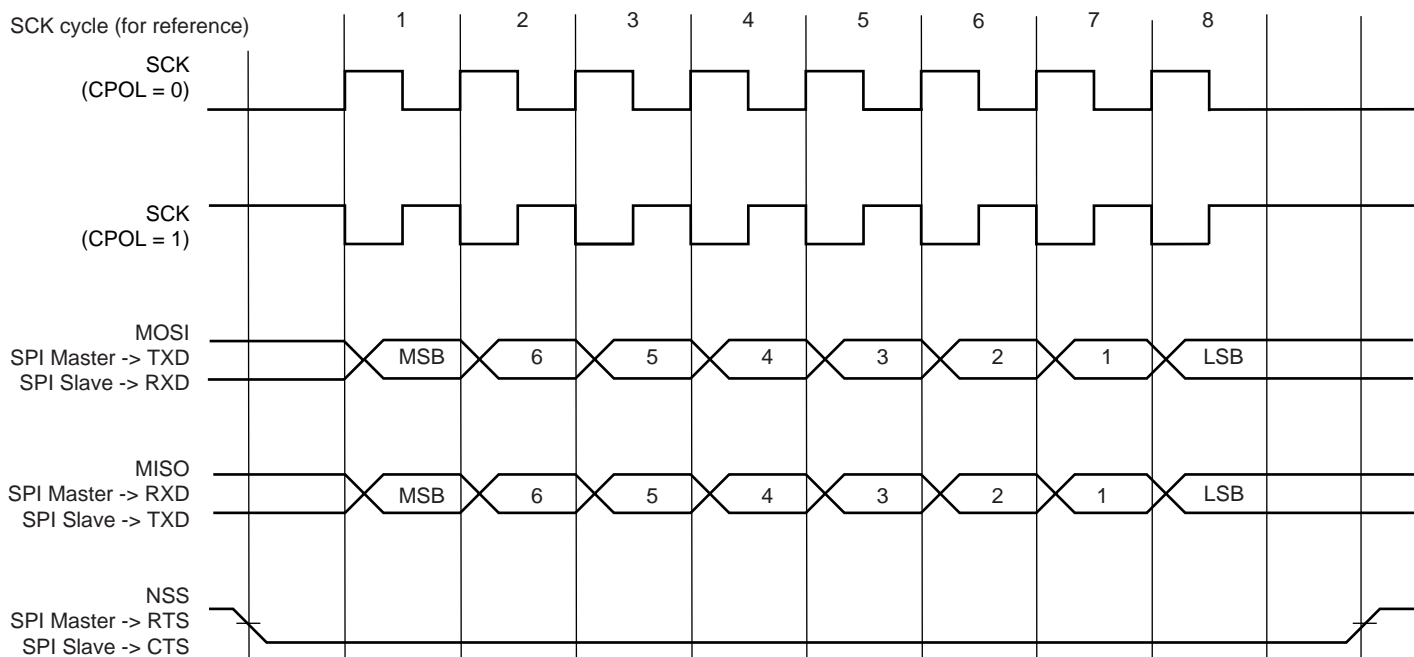 SCK cycle (for reference)
1 2 3 4 5 6 7 8
SCK
(CPOL = 0)
SCK
(CPOL = 1)
MOSI
SPI Master -> TXD
SPI Slave -> RXD
MSB 6 5 4 3 2 1 LSB
MISO
SPI Master -> RXD
SPI Slave -> TXD
MSB 6 5 4 3 2 1 LSB
NSS
SPI Master -> RTS
SPI Slave -> CTS